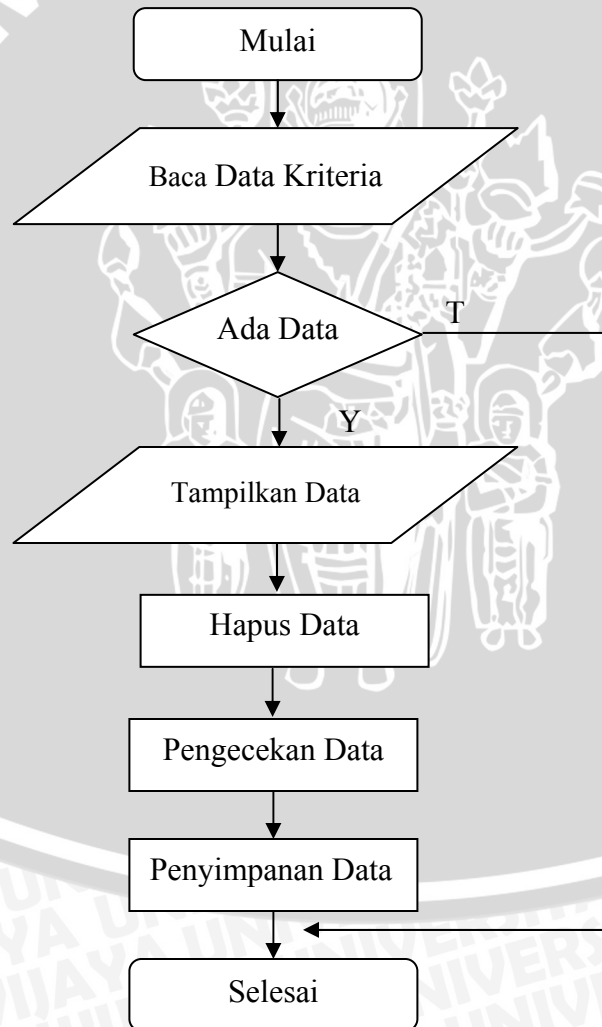 Mulai
Baca Data Kriteria
Ada Data
T
Y
Tampilkan Data
Hapus Data
Pengecekan Data
Penyimpanan Data
Selesai